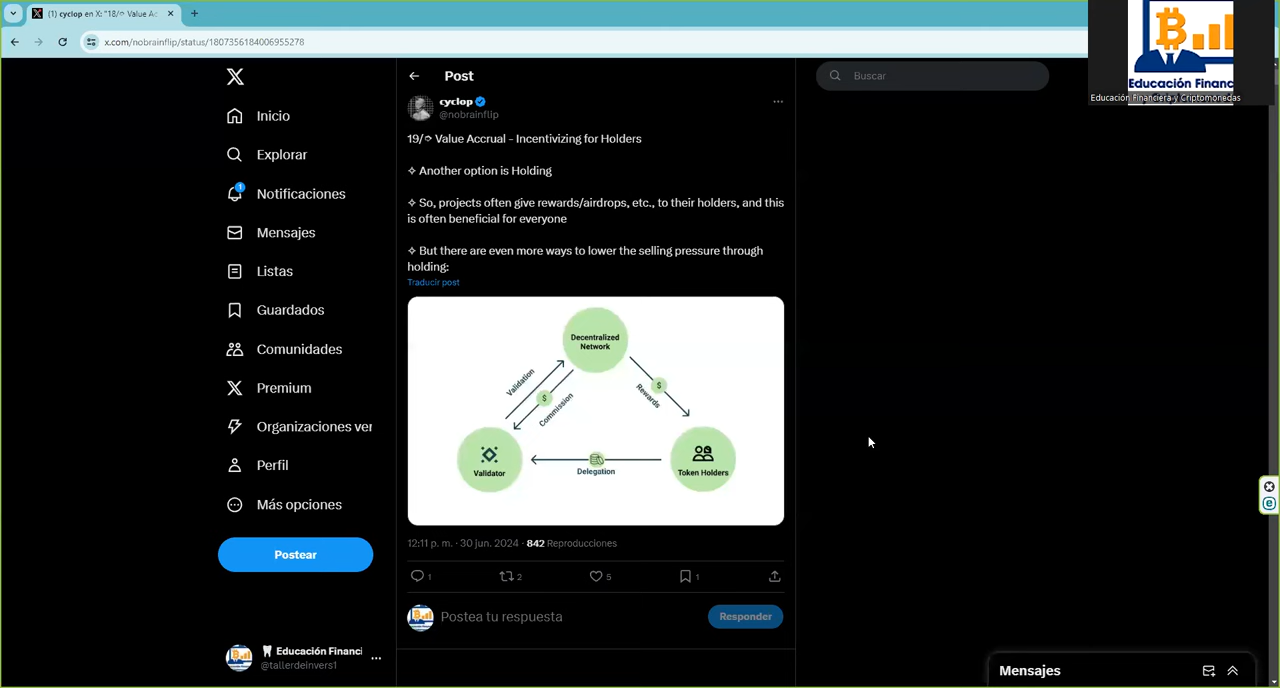 (1) cyclop en X: "18/⁠ Value Ac
x.com/nobrainflip/status/1807356184006955278
Educación Financ
Educación Financiera y Criptomonedas
Inicio
Explorar
1
Notificaciones
Mensajes
Listas
Guardados
Comunidades
Premium
Organizaciones ver
Perfil
Más opciones
Postear
Educación Financi
@tallerdeinvers1
Post
cyclop
@nobrainflip
19/ Value Accrual - Incentivizing for Holders
✧ Another option is Holding
✧ So, projects often give rewards/airdrops, etc., to their holders, and this
is often beneficial for everyone
✧ But there are even more ways to lower the selling pressure through
holding:
Traducir post
Decentralized
Network
Validation
$
Commission
$
Rewards
Validator
Delegation
Token Holders
12:11 p. m. · 30 jun. 2024 · 842 Reproducciones
1
2
5
1
Postea tu respuesta
Responder
Buscar
Mensajes